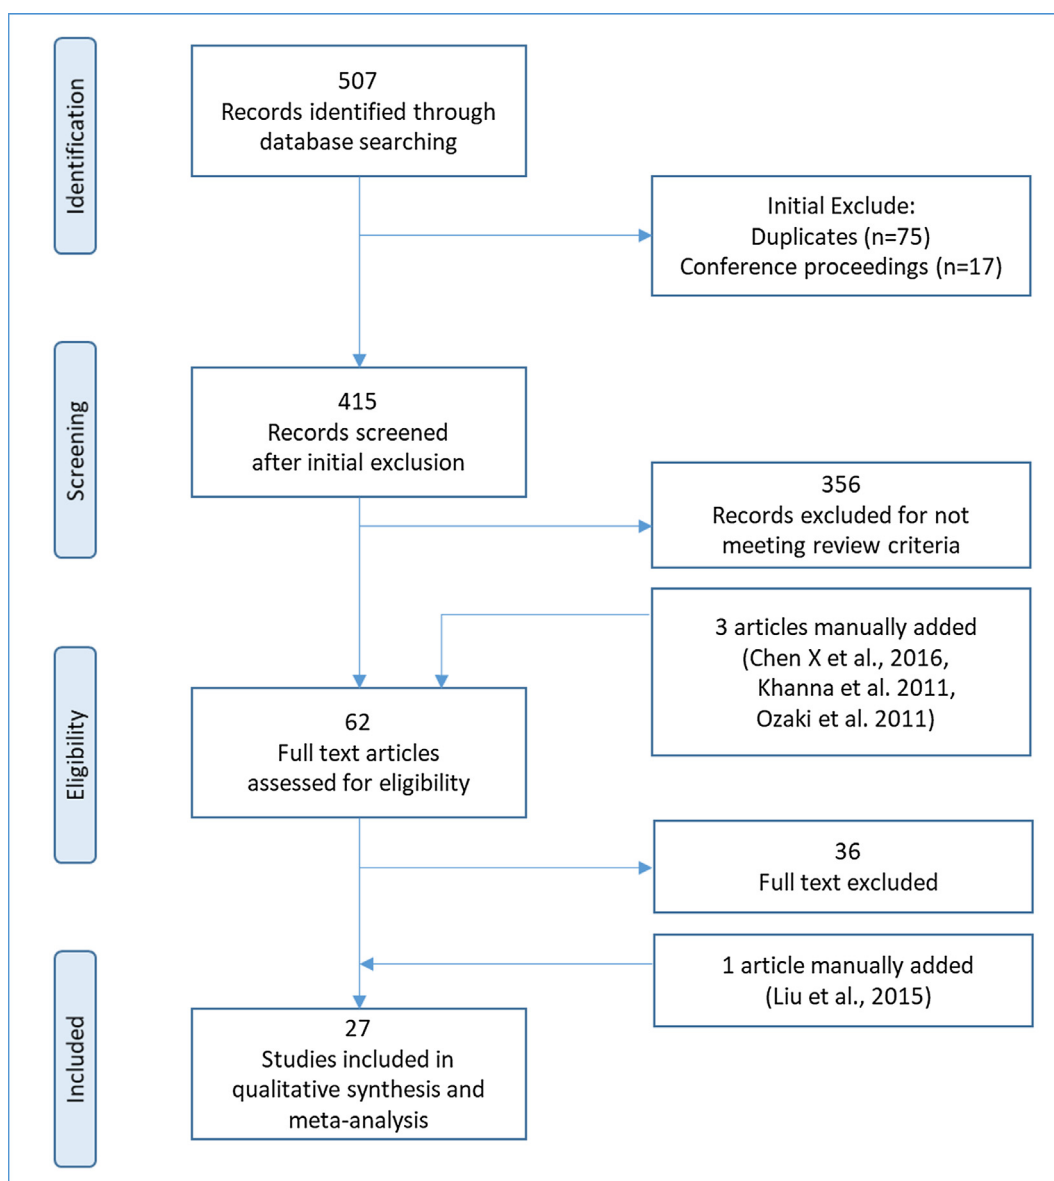 Identification
507
Records identified through
database searching
Initial Exclude:
Duplicates (n=75)
Conference proceedings (n=17)
Screening
415
Records screened
after initial exclusion
356
Records excluded for not
meeting review criteria
3 articles manually added
(Chen X et al., 2016,
Khanna et al. 2011,
Ozaki et al. 2011)
Eligibility
62
Full text articles
assessed for eligibility
36
Full text excluded
1 article manually added
(Liu et al., 2015)
Included
27
Studies included in
qualitative synthesis and
meta-analysis